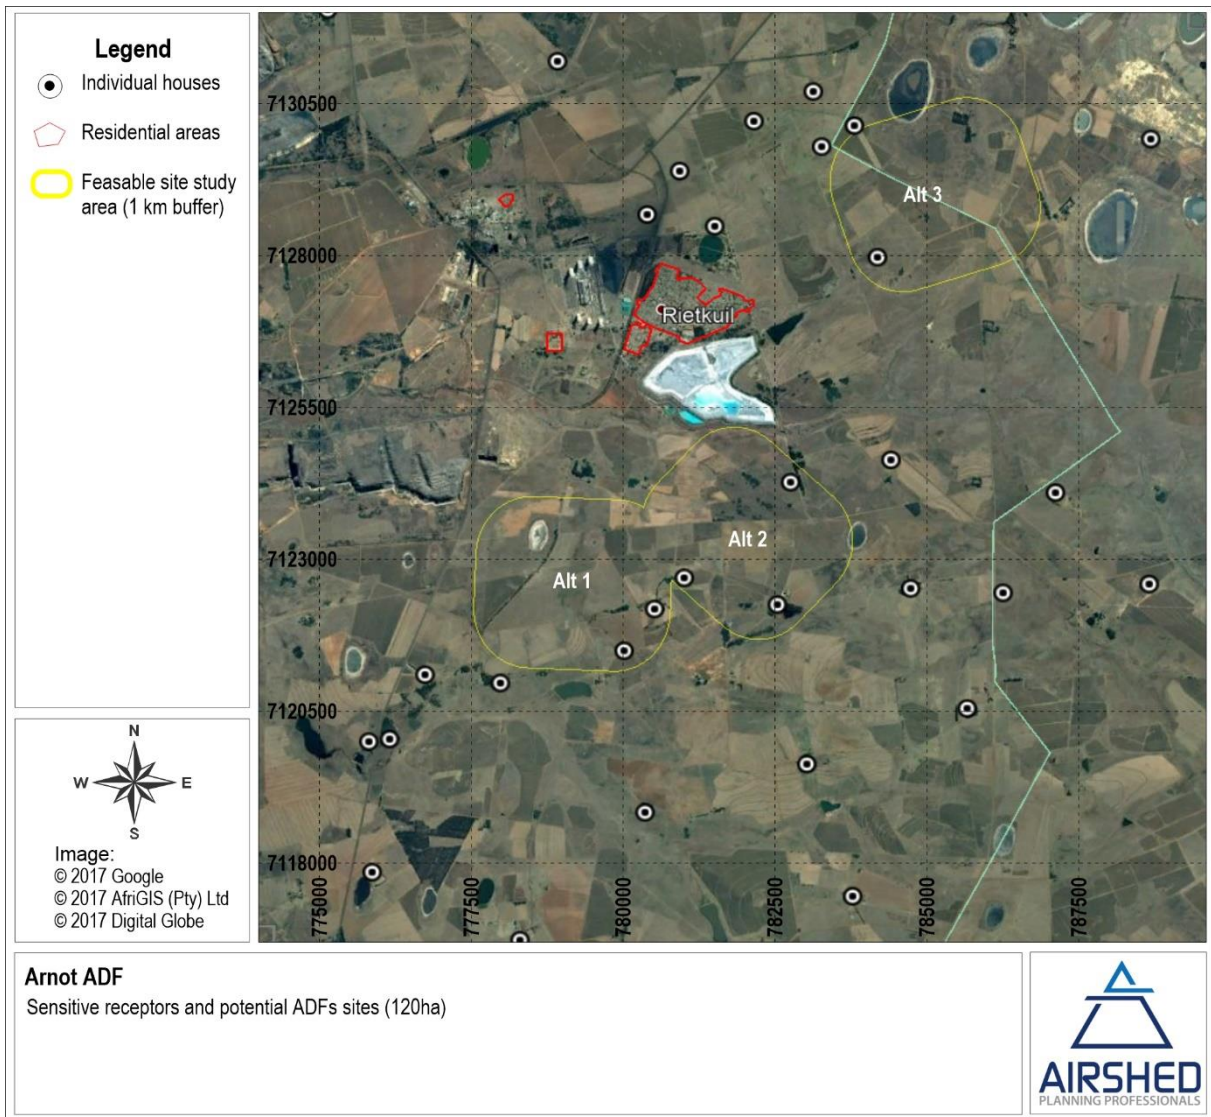 Legend
Individual houses
Residential areas
Feasable site study
area (1 km buffer)
N
W E
S
Image:
© 2017 Google
© 2017 AfriGIS (Pty) Ltd
© 2017 Digital Globe
7130500
Alt 3
7128000
Rietkuil
7125500
Alt 2
7123000
Alt 1
7120500
7118000
775000
777500
780000
782500
785000
787500
Arnot ADF
Sensitive receptors and potential ADFs sites (120ha)
AIRSHED
PLANNING PROFESSIONALS